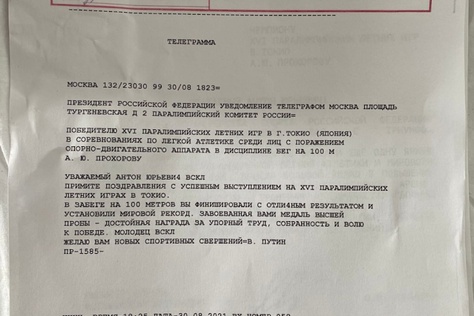 ТЕЛЕГРАММА
МОСКВА 132/23030 99 30/08 1823=
ПРЕЗИДЕНТ РОССИЙСКОЙ ФЕДЕРАЦИИ УВЕДОМЛЕНИЕ ТЕЛЕГРАФОМ МОСКВА ПЛОЩАДЬ
ТУРГЕНЕВСКАЯ Д 2 ПАРАЛИМПИЙСКИЙ КОМИТЕТ РОССИИ=
ПОБЕДИТЕЛЮ XVI ПАРАЛИМПИЙСКИХ ЛЕТНИХ ИГР В Г.ТОКИО (ЯПОНИЯ)
В СОРЕВНОВАНИЯХ ПО ЛЕГКОЙ АТЛЕТИКЕ СРЕДИ ЛИЦ С ПОРАЖЕНИЕМ
ОПОРНО-ДВИГАТЕЛЬНОГО АППАРАТА В ДИСЦИПЛИНЕ БЕГ НА 100 М
А. Ю. ПРОХОРОВУ
УВАЖАЕМЫЙ АНТОН ЮРЬЕВИ4 ВСКЛ
ПРИМИТЕ ПОЗДРАВЛЕНИЯ С УСПЕШНЫМ ВЫСТУПЛЕНИЕМ НА XVI ПАРАЛИМПИЙСКИХ
ЛЕТНИХ ИГРАХ В ТОКИО.
В ЗАБЕГЕ НА 100 МЕТРОВ ВЫ ФИНИШИРОВАЛИ С ОТЛИ4НЫМ РЕЗУЛЬТАТОМ И
УСТАНОВИЛИ МИРОВОЙ РЕКОРД. ЗАВОЕВАННАЯ ВАМИ МЕДАЛЬ ВЫСШЕЙ
ПРОБЫ - ДОСТОЙНАЯ НАГРАДА ЗА УПОРНЫЙ ТРУД, СОБРАННОСТЬ И ВОЛЮ
К ПОБЕДЕ. МОЛОДЕЦ ВСКЛ
ЖЕЛАЮ ВАМ НОВЫХ СПОРТИВНЫХ СВЕРШЕНИЙ=В. ПУТИН
ПР-1585-